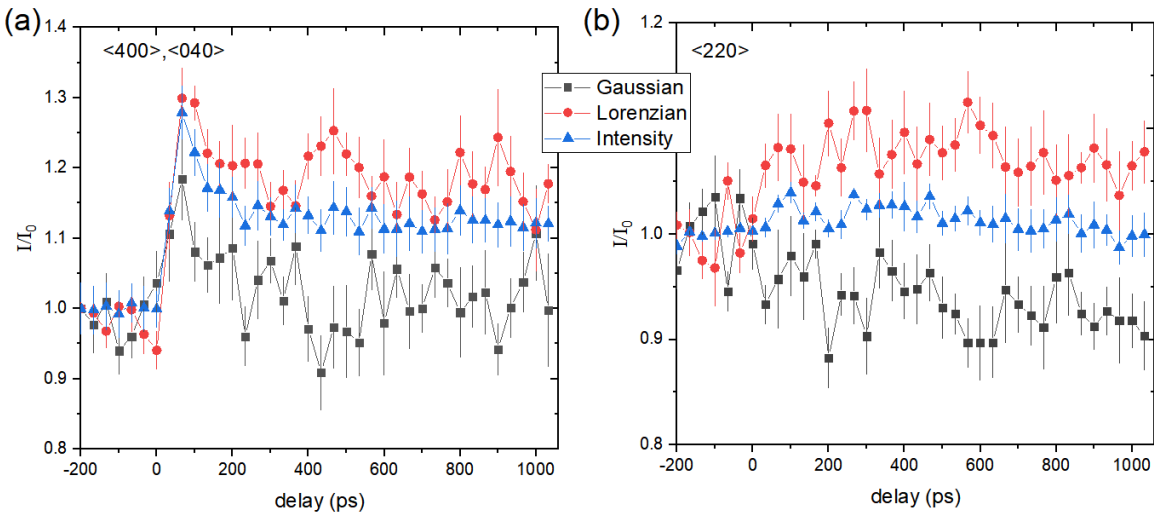 (a)
<400>,<040>
1.4
1.3
1.2
1.1
1.0
0.9
0.8
I/I0
-200 0 200 400 600 800 1000
delay (ps)
Gaussian
Lorenzian
Intensity
(b)
<220>
1.2
1.0
0.9
0.8
I/I0
-200 0 200 400 600 800 1000
delay (ps)